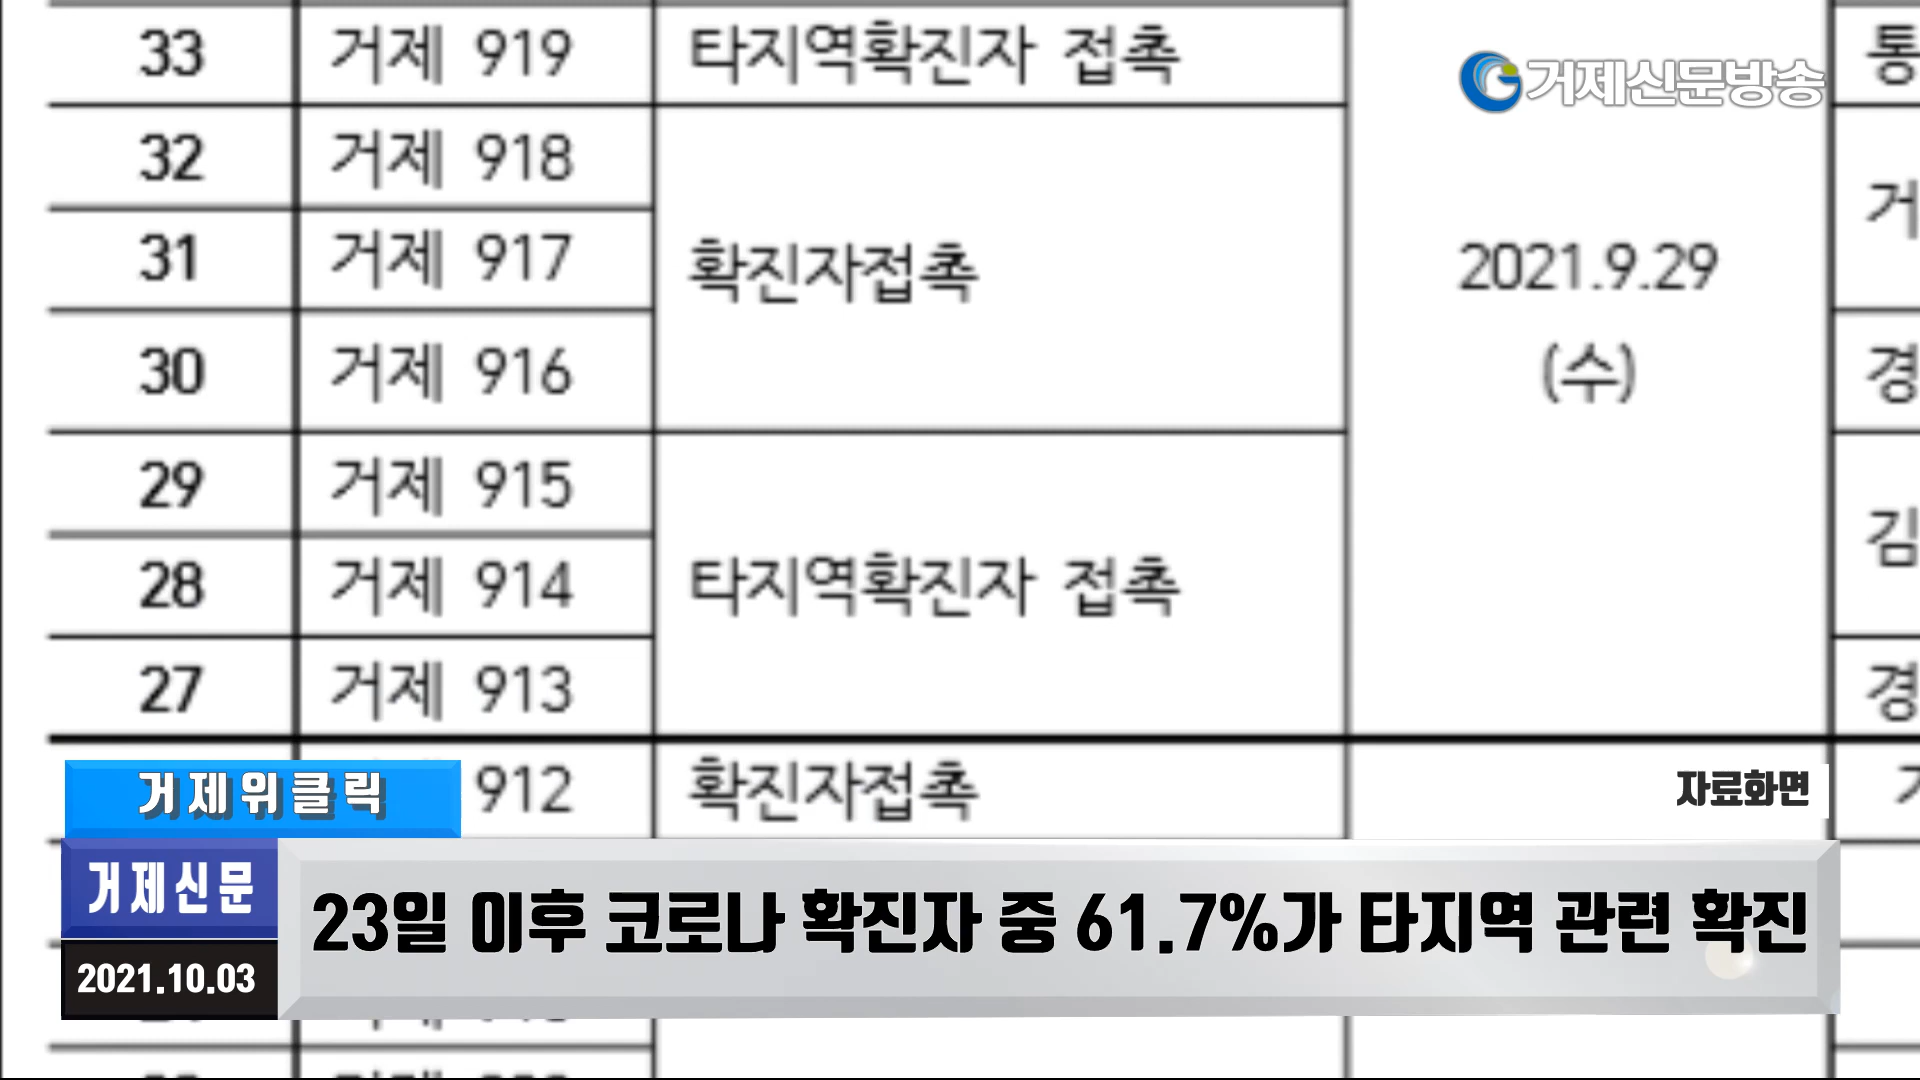 33 거제 919 타지역확진자 접촉 통
거제신문방송
32 거제 918
거
31 거제 917 확진자접촉 2021.9.29
30 거제 916 (수) 경
29 거제 915
김
28 거제 914 타지역확진자 접촉
27 거제 913 경
912 확진자접촉
거제위클릭
자료화면
거제신문
23일 이후 코로나 확진자 중 61.7%가 타지역 관련 확진
2021.10.03